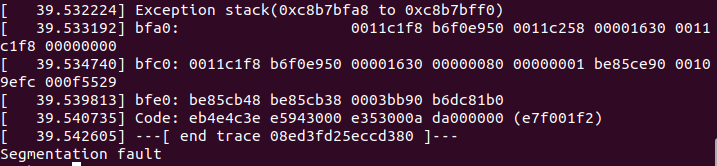 [   39.532224] Exception stack(0xc8b7bfa8 to 0xc8b7bff0)
[   39.533192] bfa0:                   0011c1f8 b6f0e950 0011c258 00001630 0011
c1f8 00000000
[   39.534740] bfc0: 0011c1f8 b6f0e950 00001630 00000080 00000001 be85ce90 0010
9efc 000f5529
[   39.539813] bfe0: be85cb48 be85cb38 0003bb90 b6dc81b0
[   39.540735] Code: eb4e4c3e e5943000 e353000a da000000 (e7f001f2)
[   39.542605] ---[ end trace 08ed3fd25eccd380 ]---
Segmentation fault